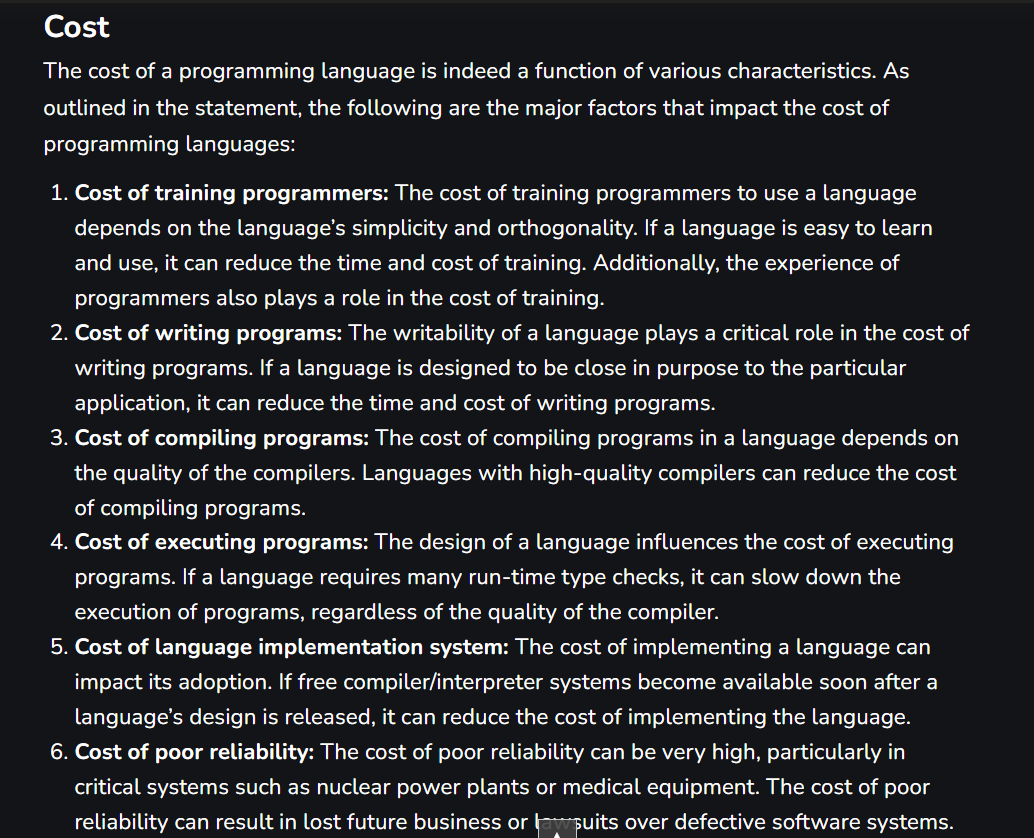 Cost
The cost of a programming language is indeed a function of various characteristics. As
outlined in the statement, the following are the major factors that impact the cost of
programming languages:
1. Cost of training programmers: The cost of training programmers to use a language
depends on the language’s simplicity and orthogonality. If a language is easy to learn
and use, it can reduce the time and cost of training. Additionally, the experience of
programmers also plays a role in the cost of training.
2. Cost of writing programs: The writability of a language plays a critical role in the cost of
writing programs. If a language is designed to be close in purpose to the particular
application, it can reduce the time and cost of writing programs.
3. Cost of compiling programs: The cost of compiling programs in a language depends on
the quality of the compilers. Languages with high-quality compilers can reduce the cost
of compiling programs.
4. Cost of executing programs: The design of a language influences the cost of executing
programs. If a language requires many run-time type checks, it can slow down the
execution of programs, regardless of the quality of the compiler.
5. Cost of language implementation system: The cost of implementing a language can
impact its adoption. If free compiler/interpreter systems become available soon after a
language’s design is released, it can reduce the cost of implementing the language.
6. Cost of poor reliability: The cost of poor reliability can be very high, particularly in
critical systems such as nuclear power plants or medical equipment. The cost of poor
reliability can result in lost future business or lawsuits over defective software systems.